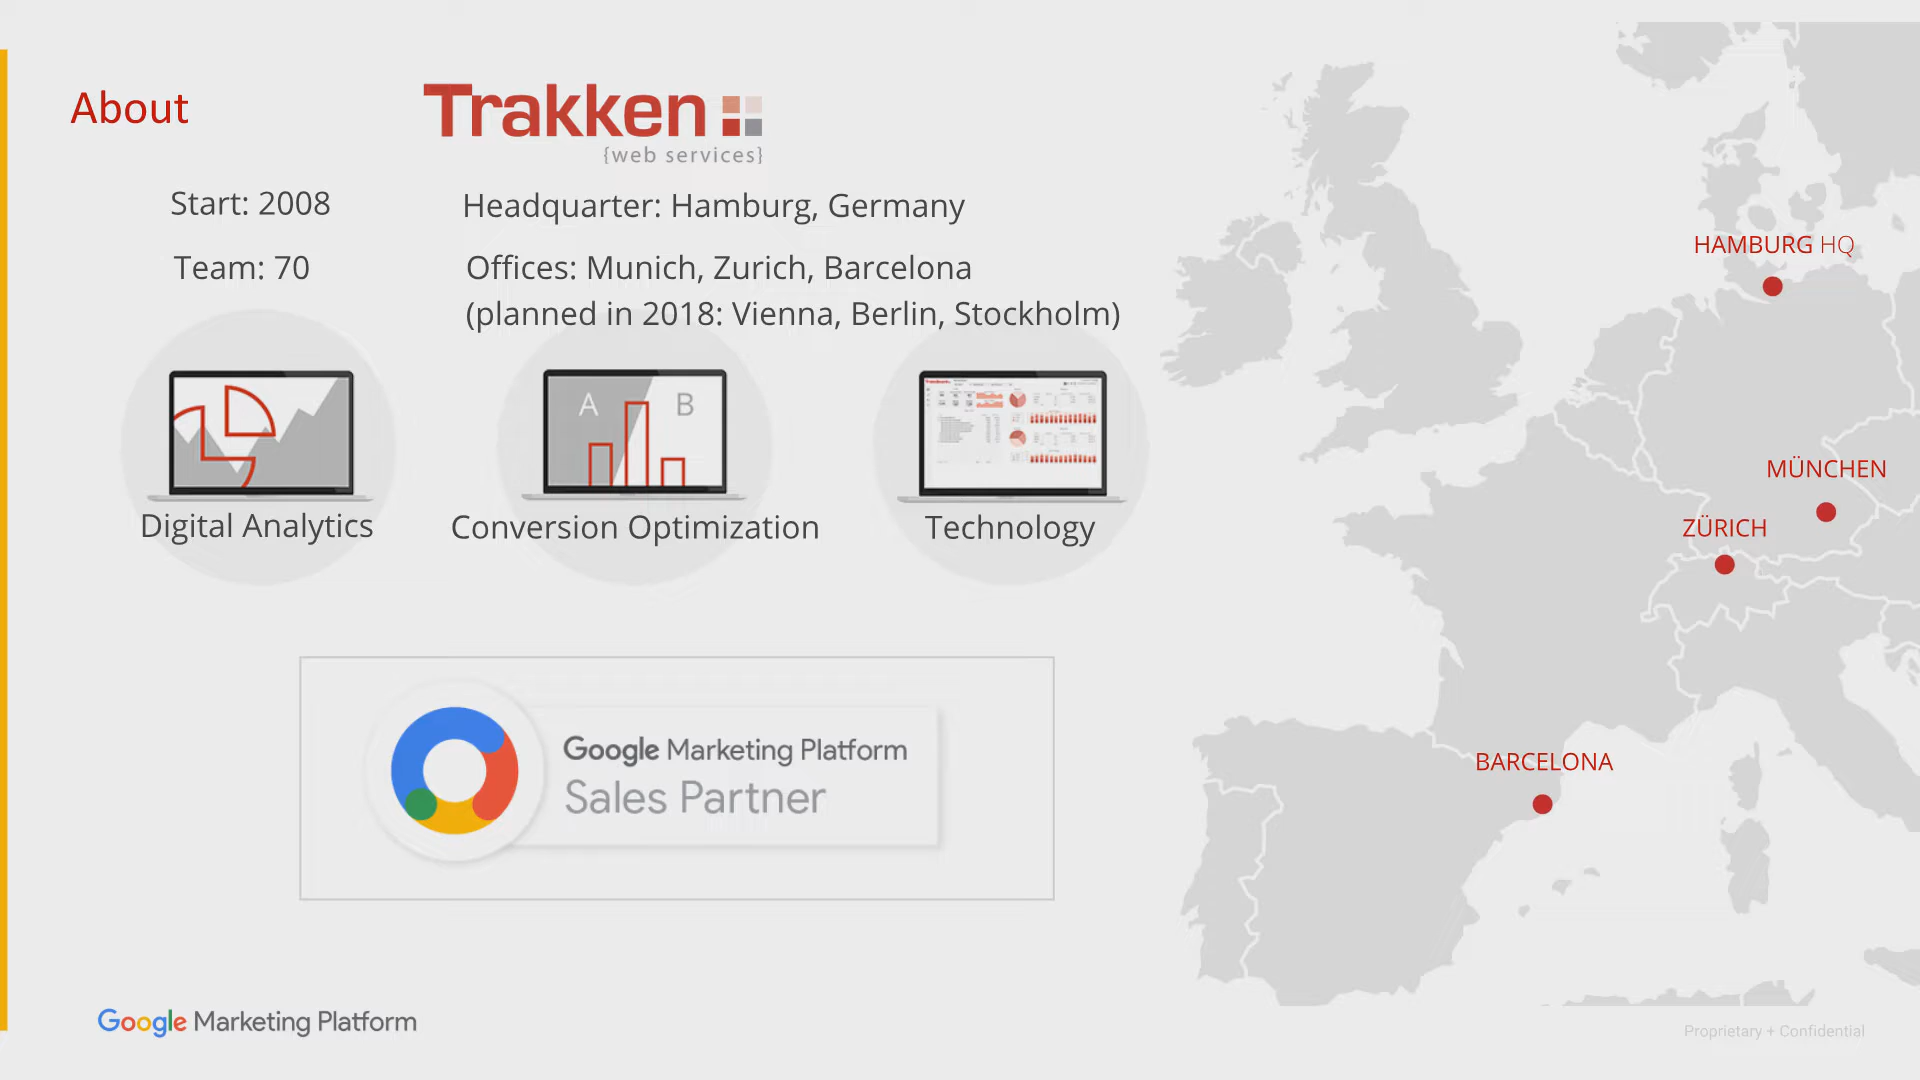 About
Trakken
{web services}
Start: 2008
Headquarter: Hamburg, Germany
Team: 70
Offices: Munich, Zurich, Barcelona
(planned in 2018: Vienna, Berlin, Stockholm)
A
B
Digital Analytics
Conversion Optimization
Technology
Google Marketing Platform
Sales Partner
HAMBURG HQ
MÜNCHEN
ZÜRICH
BARCELONA
Google Marketing Platform
Proprietary + Confidential